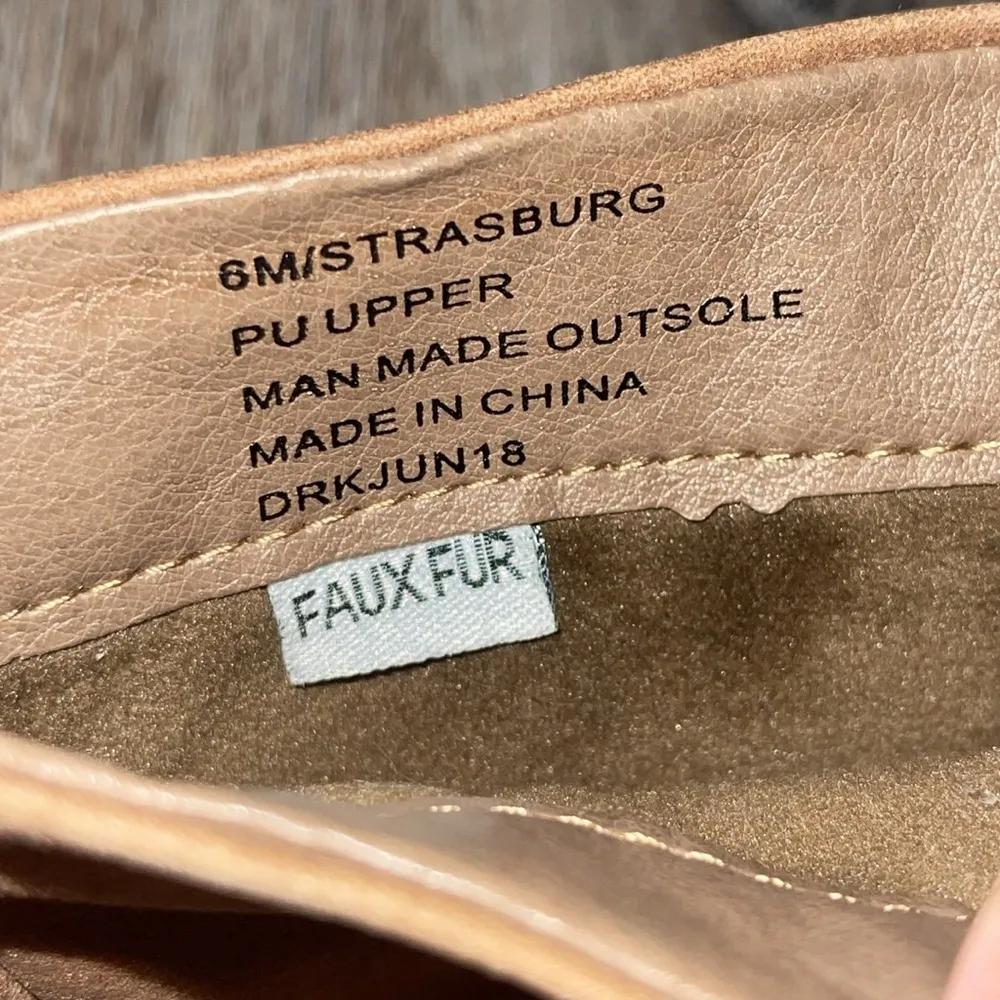 6M/STRASBURG
PU UPPER
MAN MADE OUTSOLE
MADE IN CHINA
DRKJUN18
FAUX FUR